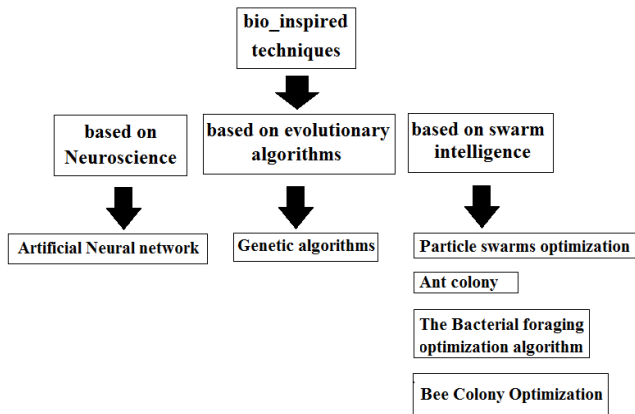 bio_inspired
techniques
based on
Neuroscience
based on evolutionary
algorithms
based on swarm
intelligence
Artificial Neural network
Genetic algorithms
Particle swarms optimization
Ant colony
The Bacterial foraging
optimization algorithm
Bee Colony Optimization